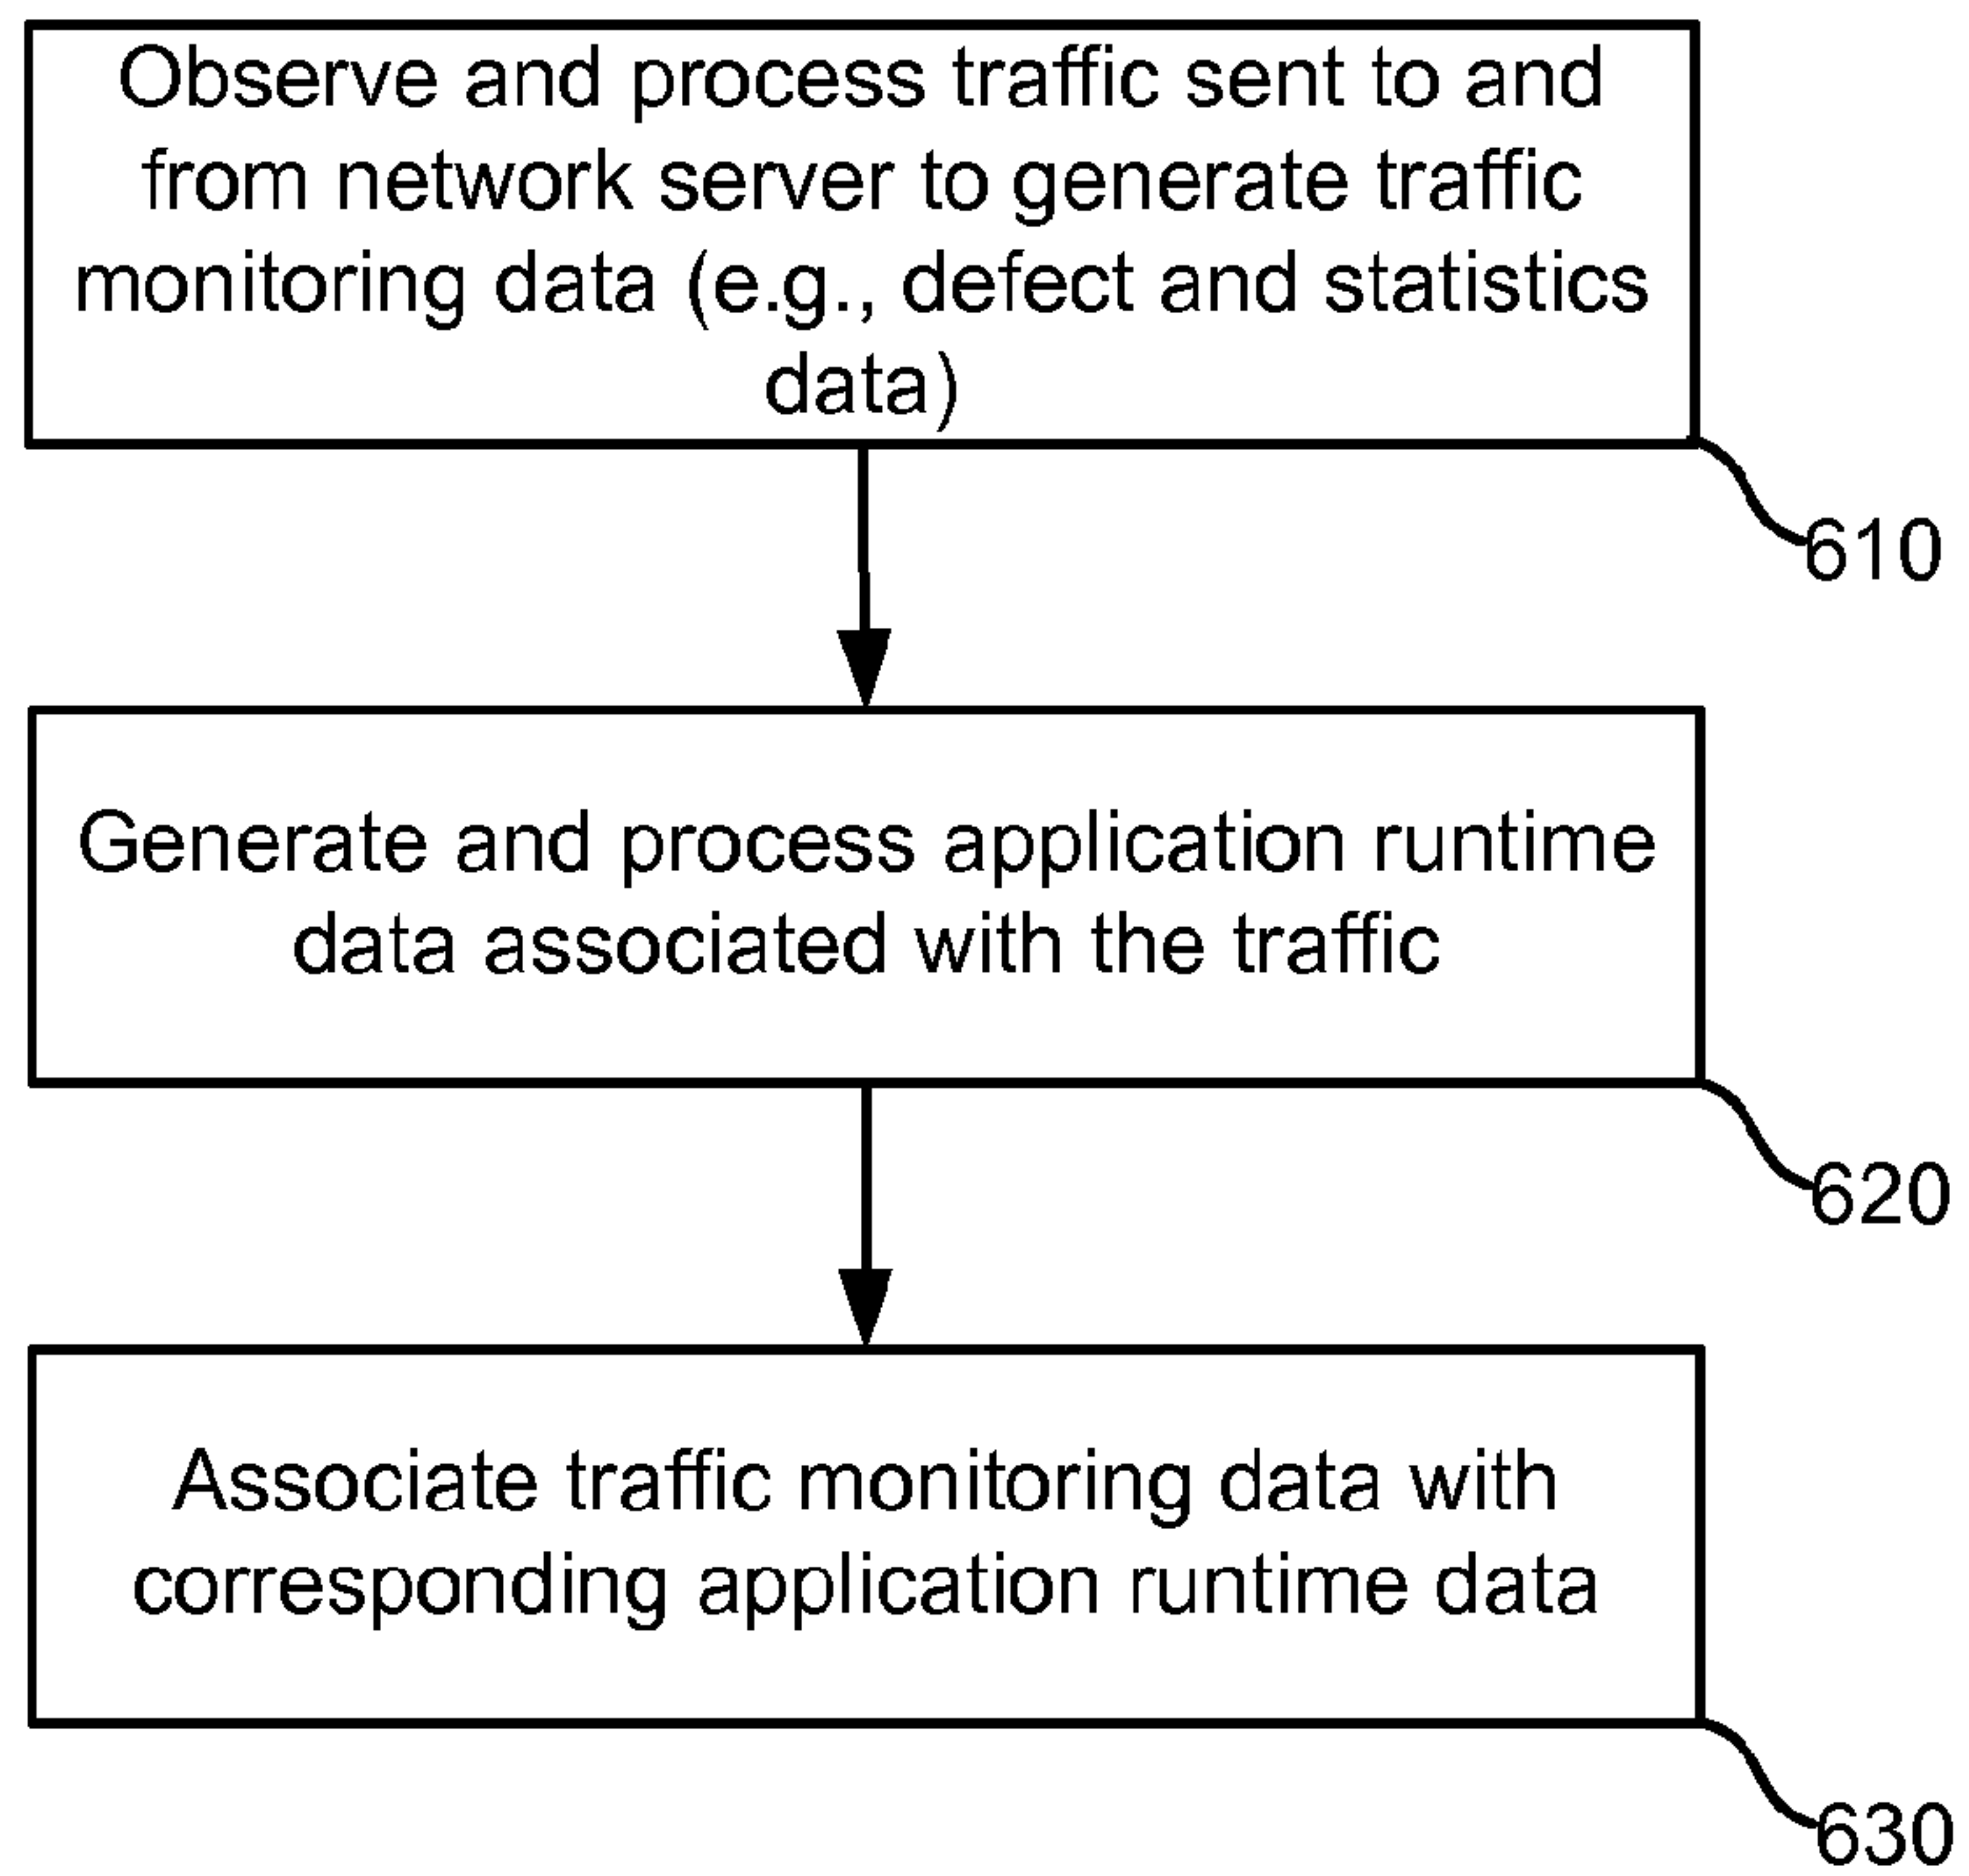 Observe and process traffic sent to and
from network server to generate traffic
monitoring data (e.g., defect and statistics
data)
610
Generate and process application runtime
data associated with the traffic
620
Associate traffic monitoring data with
corresponding application runtime data
630